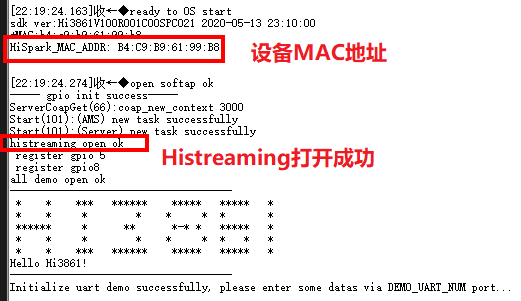 [22:19:24.163]收←◆ready to OS start
sdk ver:Hi3861V100R001C00SPC021 2020-05-13 23:10:00
HiSpark_MAC_ADDR: B4:C9:B9:61:99:B8
设备MAC地址
[22:19:24.274]收←◆open softap ok
—— gpio init success——
ServerCoapGet(66):coap_new_context 3000
Start(101):(AMS) new task successfully
Start(101):(Server) new task successfully
histreaming open ok
register gpio 5
Histreaming打开成功
register gpio8
all demo open ok
* * *** ****** ***** ***** *
* * * * * * * *
****** * ** *-* * ***** *
* * * * * * * * *
* * *** ****** ***** ***** *
Hello Hi3861!
Initialize uart demo successfully, please enter some datas via DEMO_UART_NUM port...